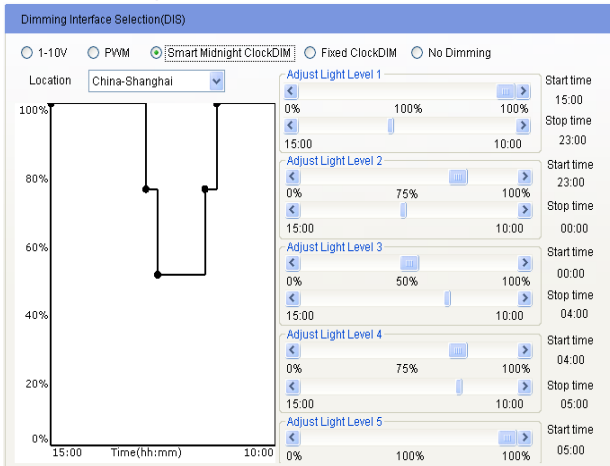 Dimming Interface Selection(DIS)
1-10V PWM Smart Midnight ClockDIM Fixed ClockDIM No Dimming
Location China-Shanghai
100%
80%
60%
40%
20%
0%
15:00 Time(hh:mm) 10:00
Adjust Light Level 1
0% 100% 100%
15:00 10:00
Start time
15:00
Stop time
23:00
Adjust Light Level 2
0% 75% 100%
15:00 10:00
Start time
23:00
Stop time
00:00
Adjust Light Level 3
0% 50% 100%
15:00 10:00
Start time
00:00
Stop time
04:00
Adjust Light Level 4
0% 75% 100%
15:00 10:00
Start time
04:00
Stop time
05:00
Adjust Light Level 5
0% 100% 100%
Start time
05:00